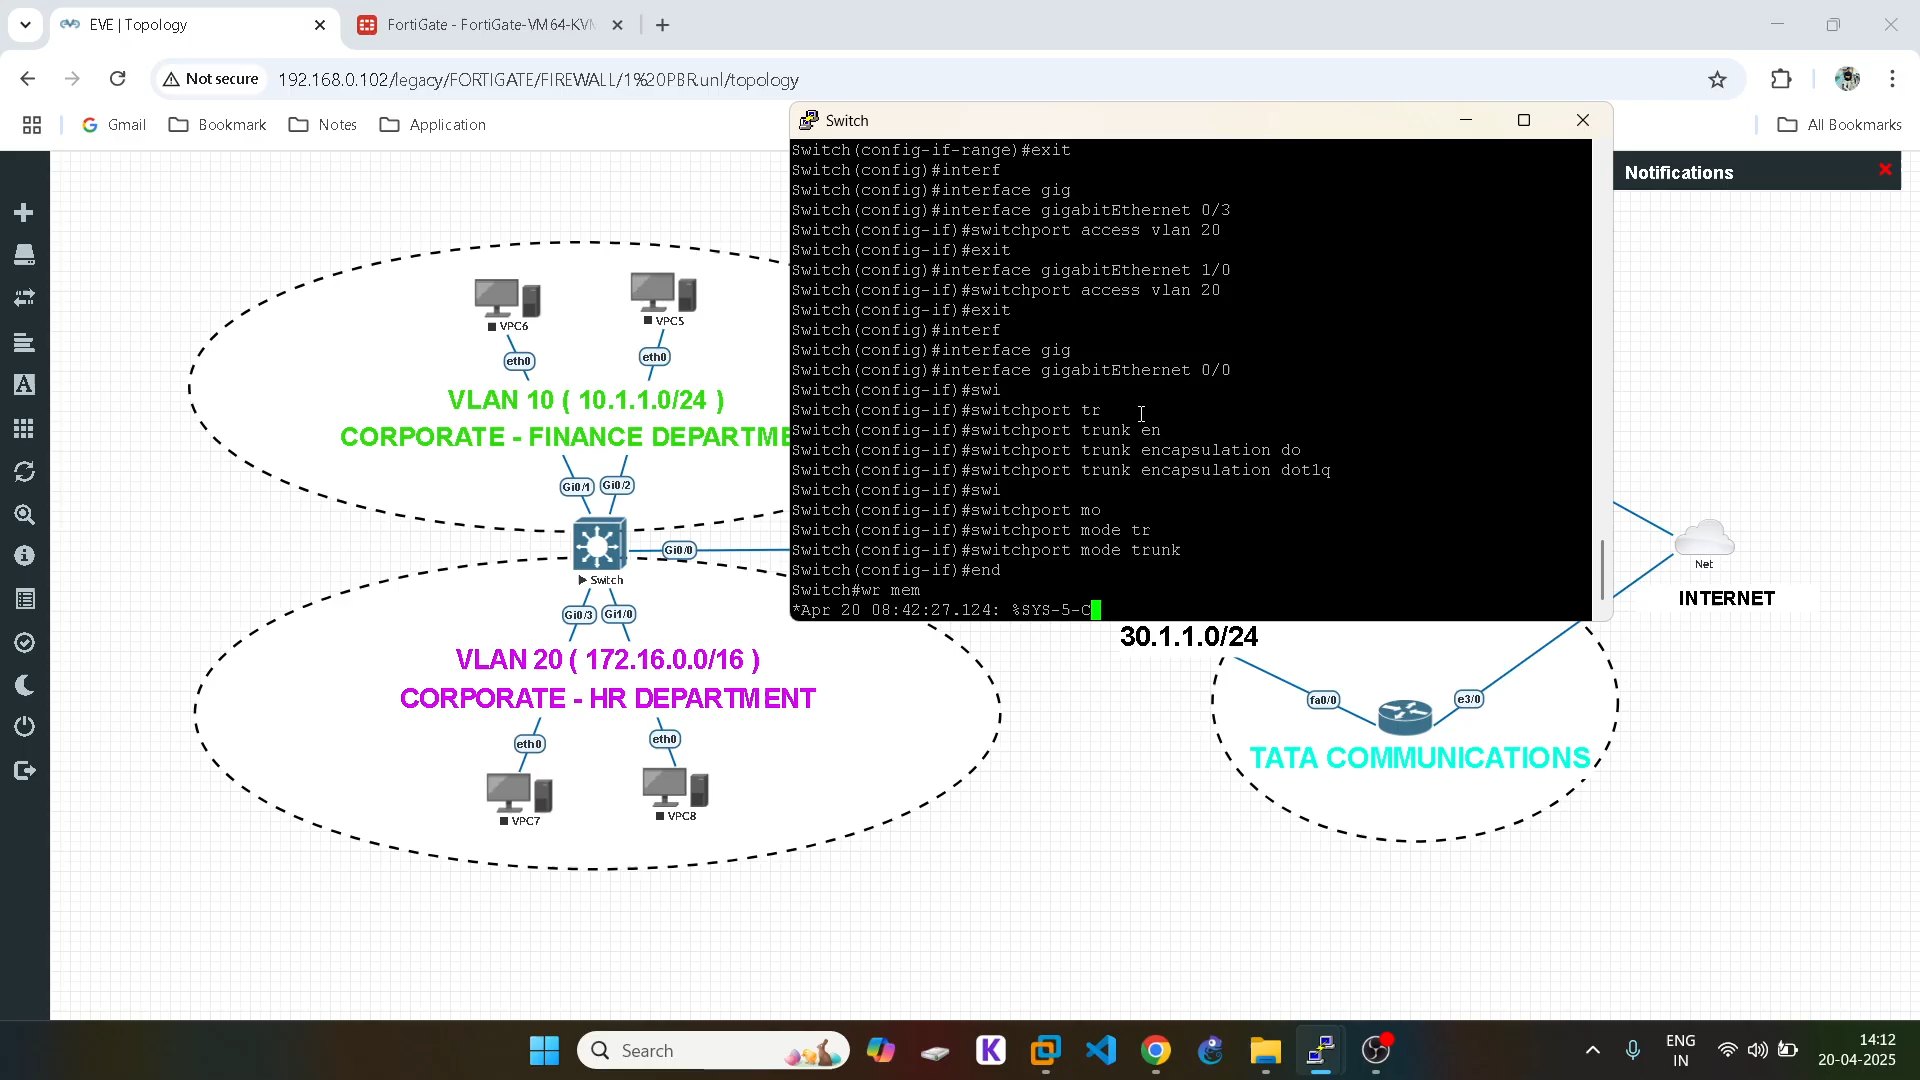 EVE | Topology
FortiGate - FortiGate-VM64-KVM
Not secure
192.168.0.102/legacy/FORTIGATE/FIREWALL/1%20PBR.unl/topology
Gmail
Bookmark
Notes
Application
All Bookmarks
Switch
Notifications
Switch(config-if-range)#exit
Switch(config)#interf
Switch(config)#interface gig
Switch(config)#interface gigabitEthernet 0/3
Switch(config-if)#switchport access vlan 20
Switch(config-if)#exit
Switch(config)#interface gigabitEthernet 1/0
Switch(config-if)#switchport access vlan 20
Switch(config-if)#exit
Switch(config)#interf
Switch(config)#interface gig
Switch(config)#interface gigabitEthernet 0/0
Switch(config-if)#swi
Switch(config-if)#switchport tr
Switch(config-if)#switchport trunk en
Switch(config-if)#switchport trunk encapsulation do
Switch(config-if)#switchport trunk encapsulation dot1q
Switch(config-if)#swi
Switch(config-if)#switchport mo
Switch(config-if)#switchport mode tr
Switch(config-if)#switchport mode trunk
Switch(config-if)#end
Switch#wr mem
*Apr 20 08:42:27.124: %SYS-5-C
VPC6
VPC5
eth0
eth0
VLAN 10 ( 10.1.1.0/24 )
CORPORATE - FINANCE DEPARTME
Gi0/1
Gi0/2
Gi0/0
Switch
Gi0/3
Gi1/0
VLAN 20 ( 172.16.0.0/16 )
CORPORATE - HR DEPARTMENT
eth0
eth0
VPC7
VPC8
Net
INTERNET
30.1.1.0/24
fa0/0
e3/0
TATA COMMUNICATIONS
Search
ENG
IN
14:12
20-04-2025